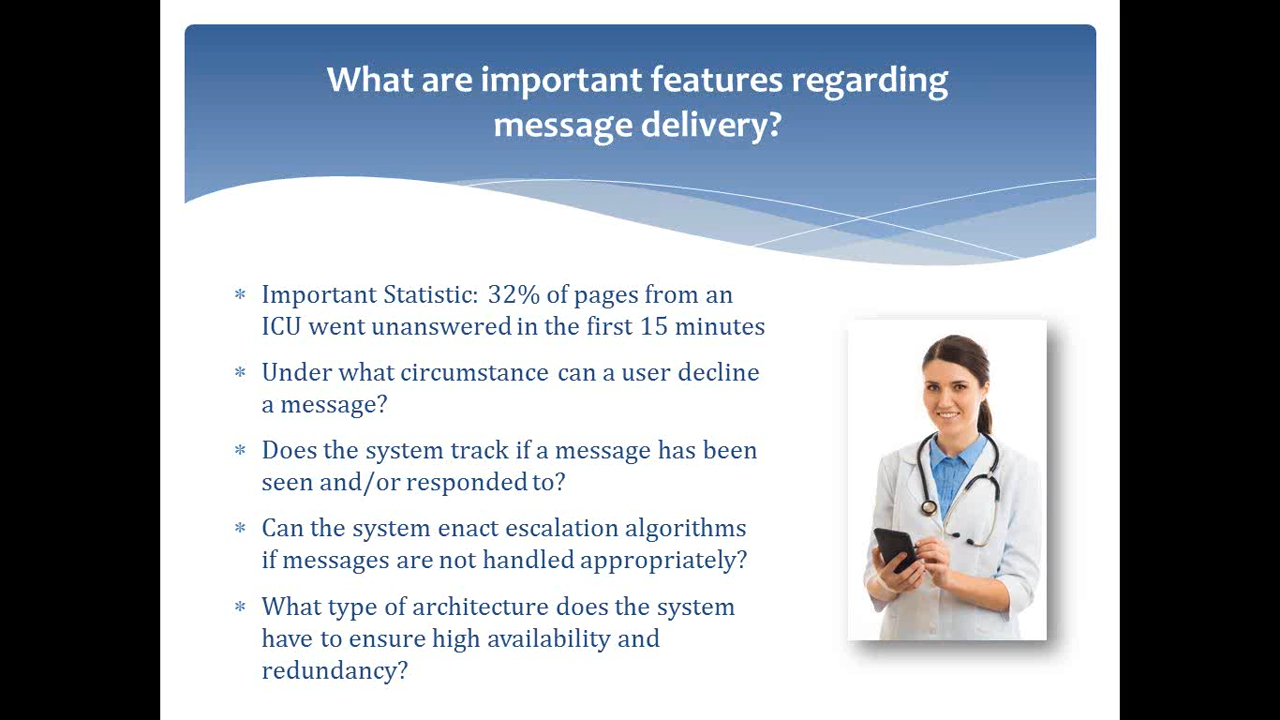 What are important features regarding
message delivery?
* Important Statistic: 32% of pages from an
ICU went unanswered in the first 15 minutes
* Under what circumstance can a user decline
a message?
* Does the system track if a message has been
seen and/or responded to?
* Can the system enact escalation algorithms
if messages are not handled appropriately?
* What type of architecture does the system
have to ensure high availability and
redundancy?